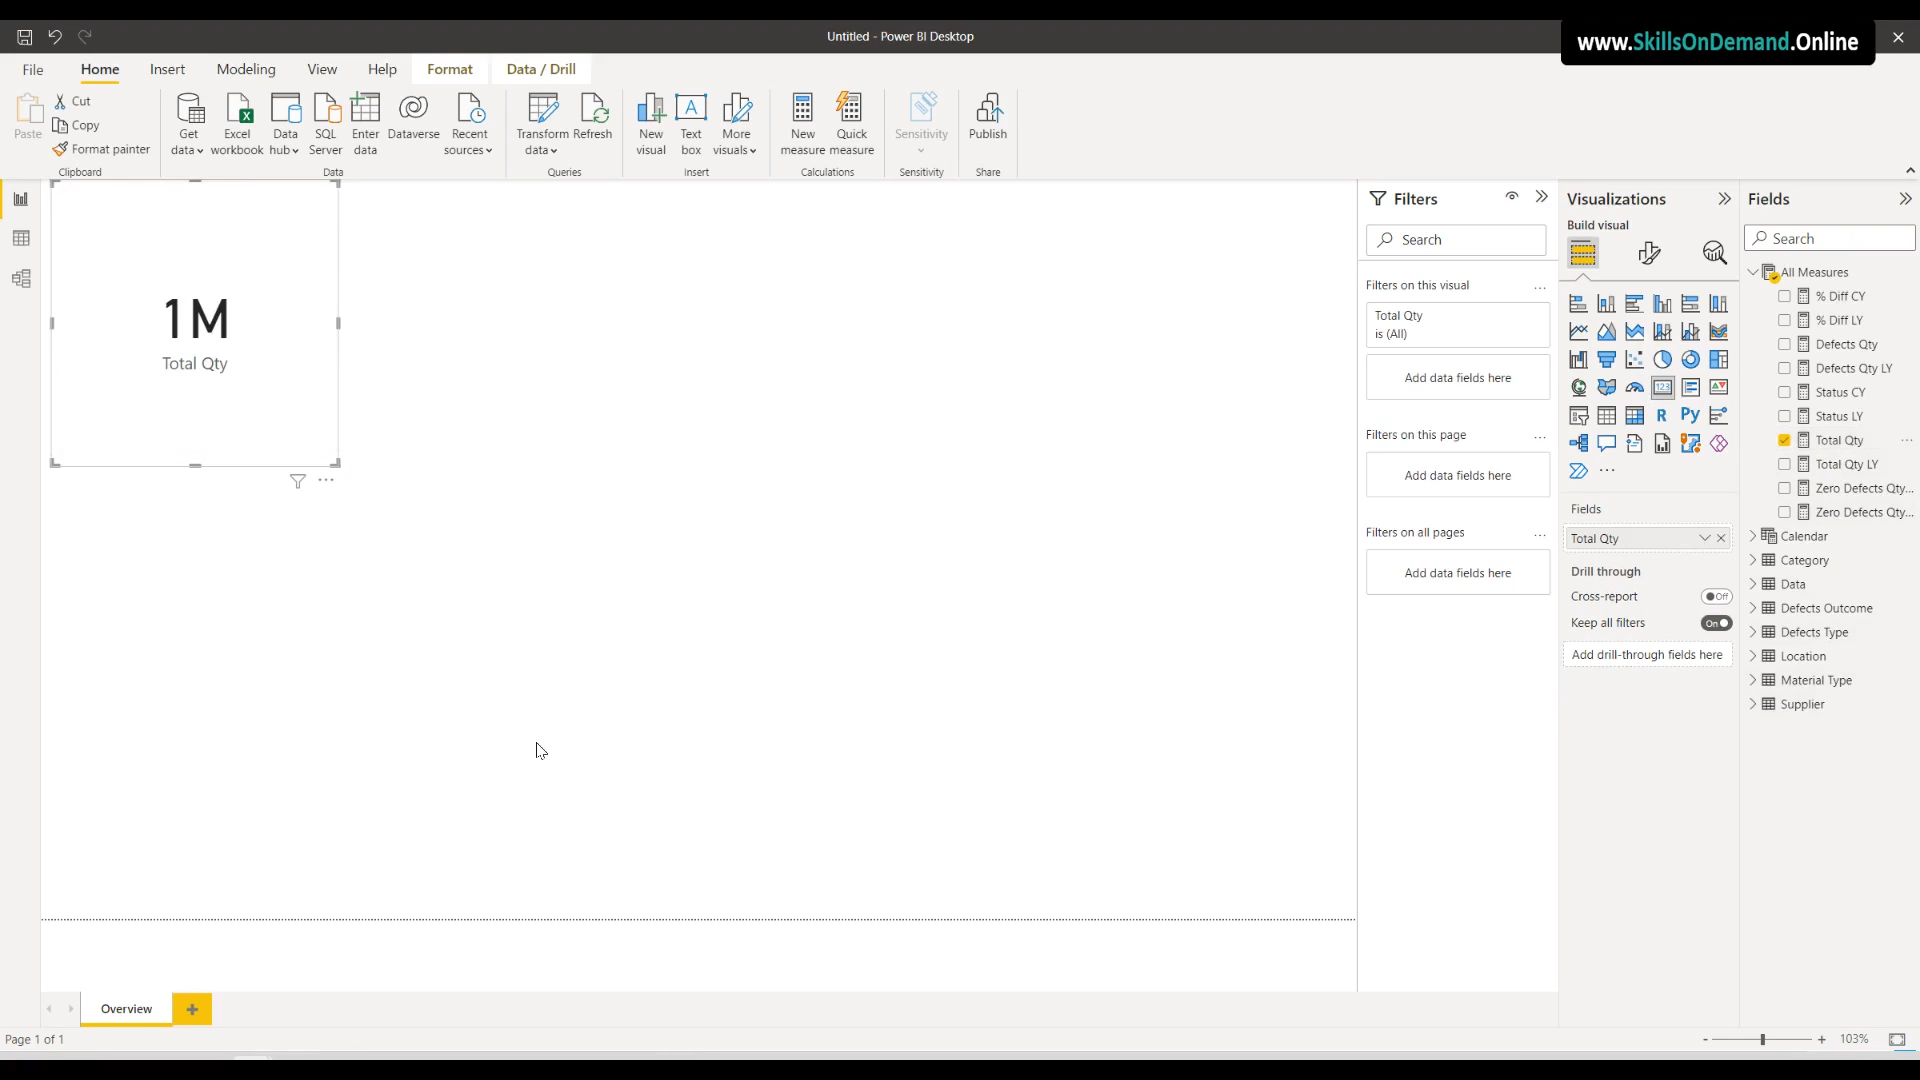 Untitled - Power BI Desktop
www.SkillsOnDemand.Online
File
Home
Insert
Modeling
View
Help
Format
Data / Drill
Paste
Cut
Copy
Format painter
Clipboard
Get
data
Excel
workbook
Data
hub
SQL
Server
Enter
data
Dataverse
Recent
sources
Data
Transform
data
Refresh
Queries
New
visual
Text
box
More
visuals
Insert
New
measure
Quick
measure
Calculations
Sensitivity
Sensitivity
Publish
Share
1M
Total Qty
Filters
Search
Filters on this visual
...
Total Qty
is (All)
Add data fields here
Filters on this page
...
Add data fields here
Filters on all pages
...
Add data fields here
Visualizations
Build visual
123
R
Py
...
Fields
Total Qty
Drill through
Cross-report
Off
Keep all filters
On
Add drill-through fields here
Fields
Search
All Measures
% Diff CY
% Diff LY
Defects Qty
Defects Qty LY
Status CY
Status LY
Total Qty
...
Total Qty LY
Zero Defects Qty...
Zero Defects Qty...
Calendar
Category
Data
Defects Outcome
Defects Type
Location
Material Type
Supplier
Overview
Page 1 of 1
- + 103%